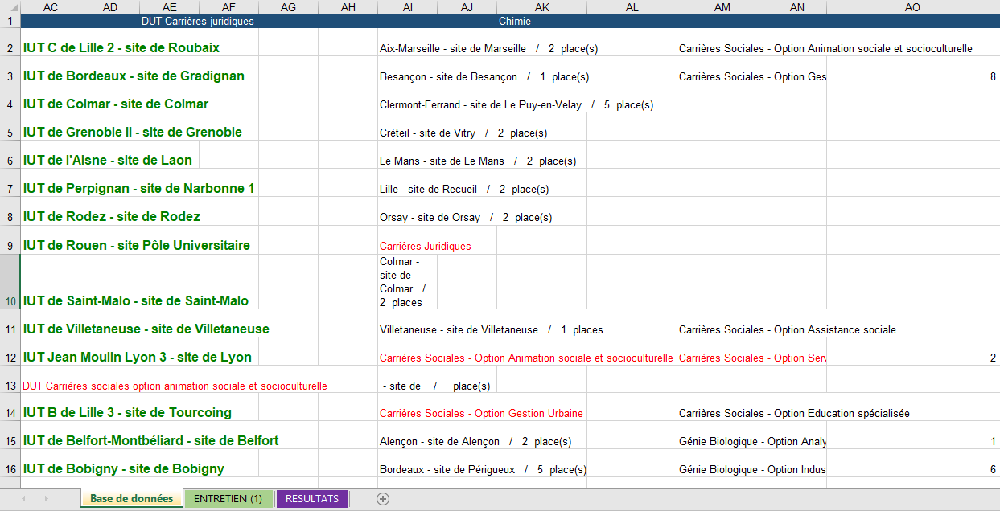 AC AD AE AF AG AH AI AJ AK AL AM AN AO
1 DUT Carrières juridiques Chimie
2 IUT C de Lille 2 - site de Roubaix Aix-Marseille - site de Marseille / 2 place(s) Carrières Sociales - Option Animation sociale et socioculturelle
3 IUT de Bordeaux - site de Gradignan Besançon - site de Besançon / 1 place(s) Carrières Sociales - Option Ges 8
4 IUT de Colmar - site de Colmar Clermont-Ferrand - site de Le Puy-en-Velay / 5 place(s)
5 IUT de Grenoble II - site de Grenoble Créteil - site de Vitry / 2 place(s)
6 IUT de l'Aisne - site de Laon Le Mans - site de Le Mans / 2 place(s)
7 IUT de Perpignan - site de Narbonne 1 Lille - site de Recueil / 2 place(s)
8 IUT de Rodez - site de Rodez Orsay - site de Orsay / 2 place(s)
9 IUT de Rouen - site Pôle Universitaire Carrières Juridiques
Colmar -
site de
Colmar /
10 IUT de Saint-Malo - site de Saint-Malo 2 places
11 IUT de Villetaneuse - site de Villetaneuse Villetaneuse - site de Villetaneuse / 1 places Carrières Sociales - Option Assistance sociale
12 IUT Jean Moulin Lyon 3 - site de Lyon Carrières Sociales - Option Animation sociale et socioculturelle Carrières Sociales - Option Serv 2
13 DUT Carrières sociales option animation sociale et socioculturelle - site de / place(s)
14 IUT B de Lille 3 - site de Tourcoing Carrières Sociales - Option Gestion Urbaine Carrières Sociales - Option Education spécialisée
15 IUT de Belfort-Montbéliard - site de Belfort Alençon - site de Alençon / 2 place(s) Génie Biologique - Option Analy 1
16 IUT de Bobigny - site de Bobigny Bordeaux - site de Périgueux / 5 place(s) Génie Biologique - Option Indus 6
Base de données ENTRETIEN (1) RESULTATS